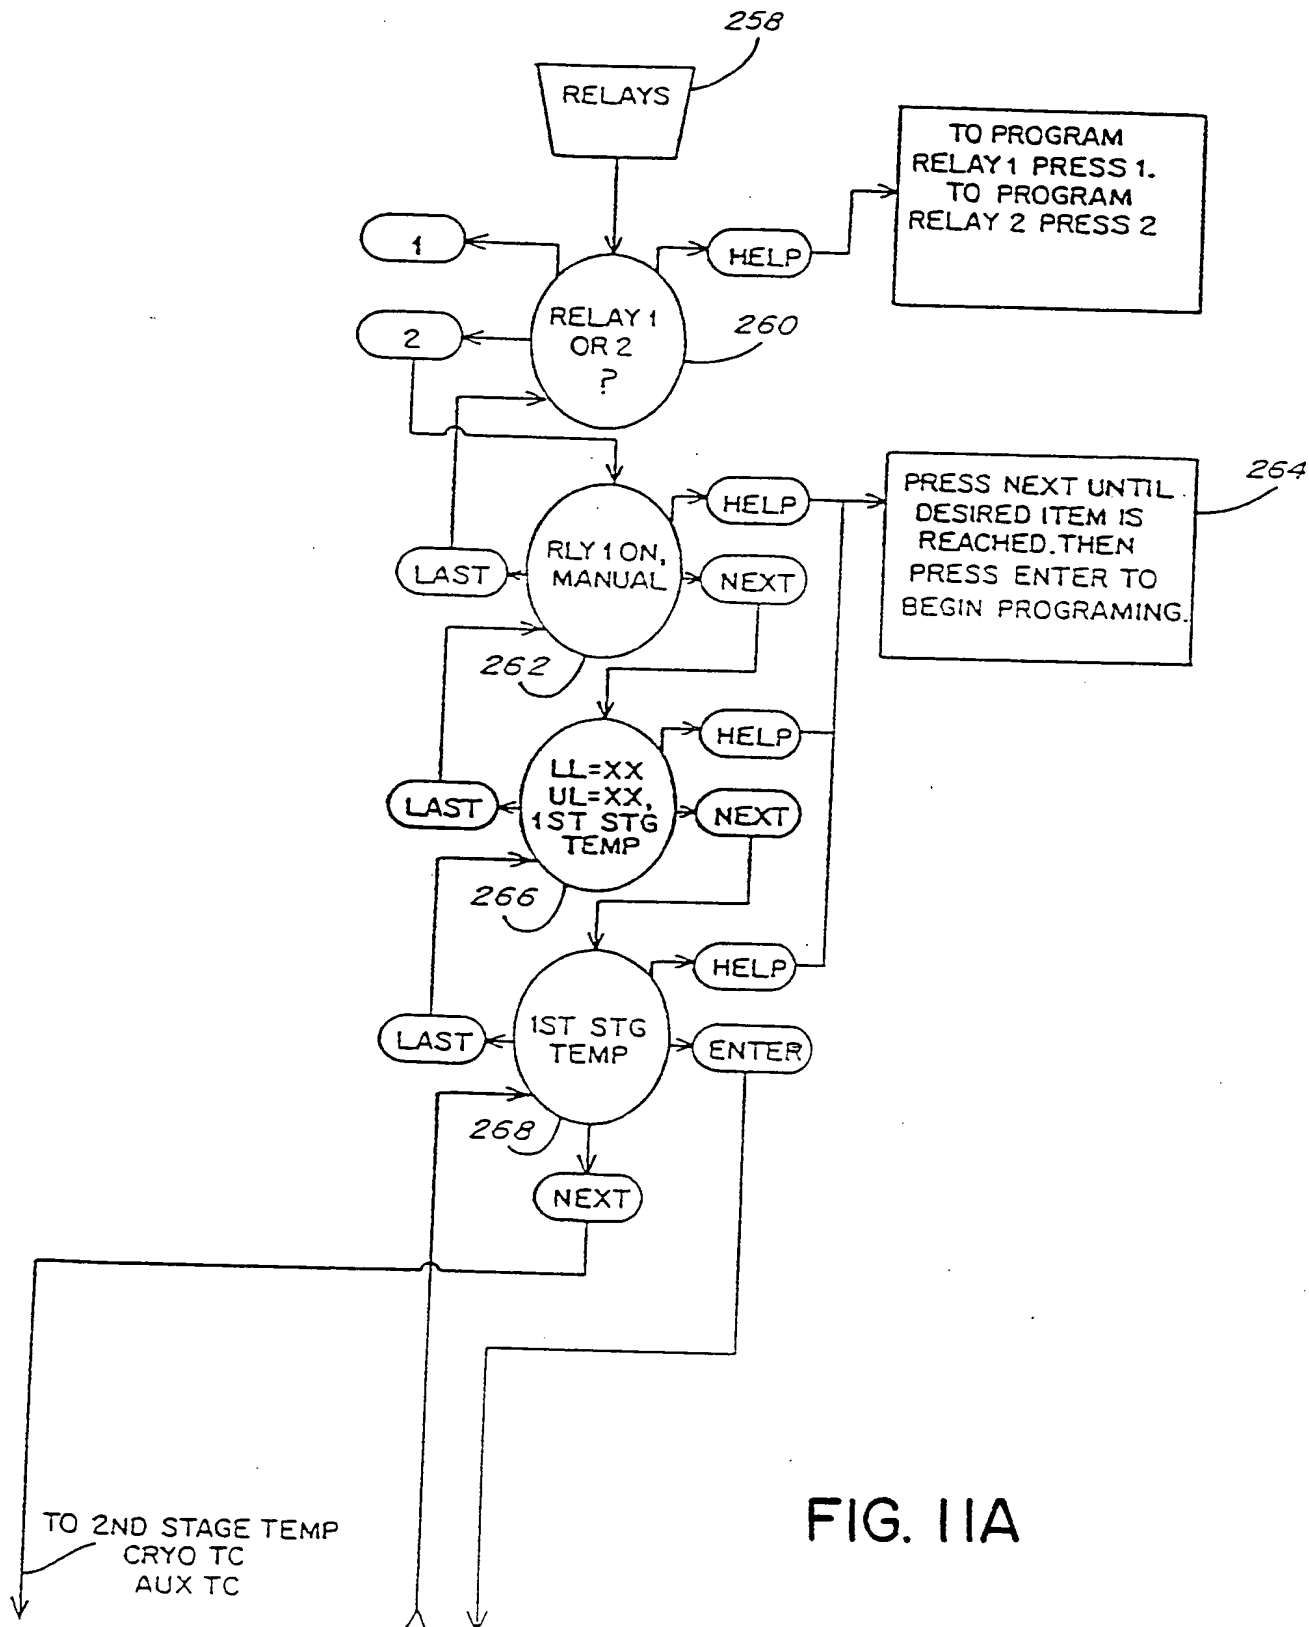 258
RELAYS
TO PROGRAM
RELAY 1 PRESS 1.
TO PROGRAM
RELAY 2 PRESS 2
1
HELP
2
RELAY 1
OR 2
?
260
HELP
PRESS NEXT UNTIL
DESIRED ITEM IS
REACHED. THEN
PRESS ENTER TO
BEGIN PROGRAMING.
264
LAST
RLY 1 ON,
MANUAL
NEXT
262
HELP
LAST
LL=XX
UL=XX,
1ST STG
TEMP
NEXT
266
HELP
LAST
1ST STG
TEMP
ENTER
268
NEXT
TO 2ND STAGE TEMP
CRYO TC
AUX TC
FIG. 11A